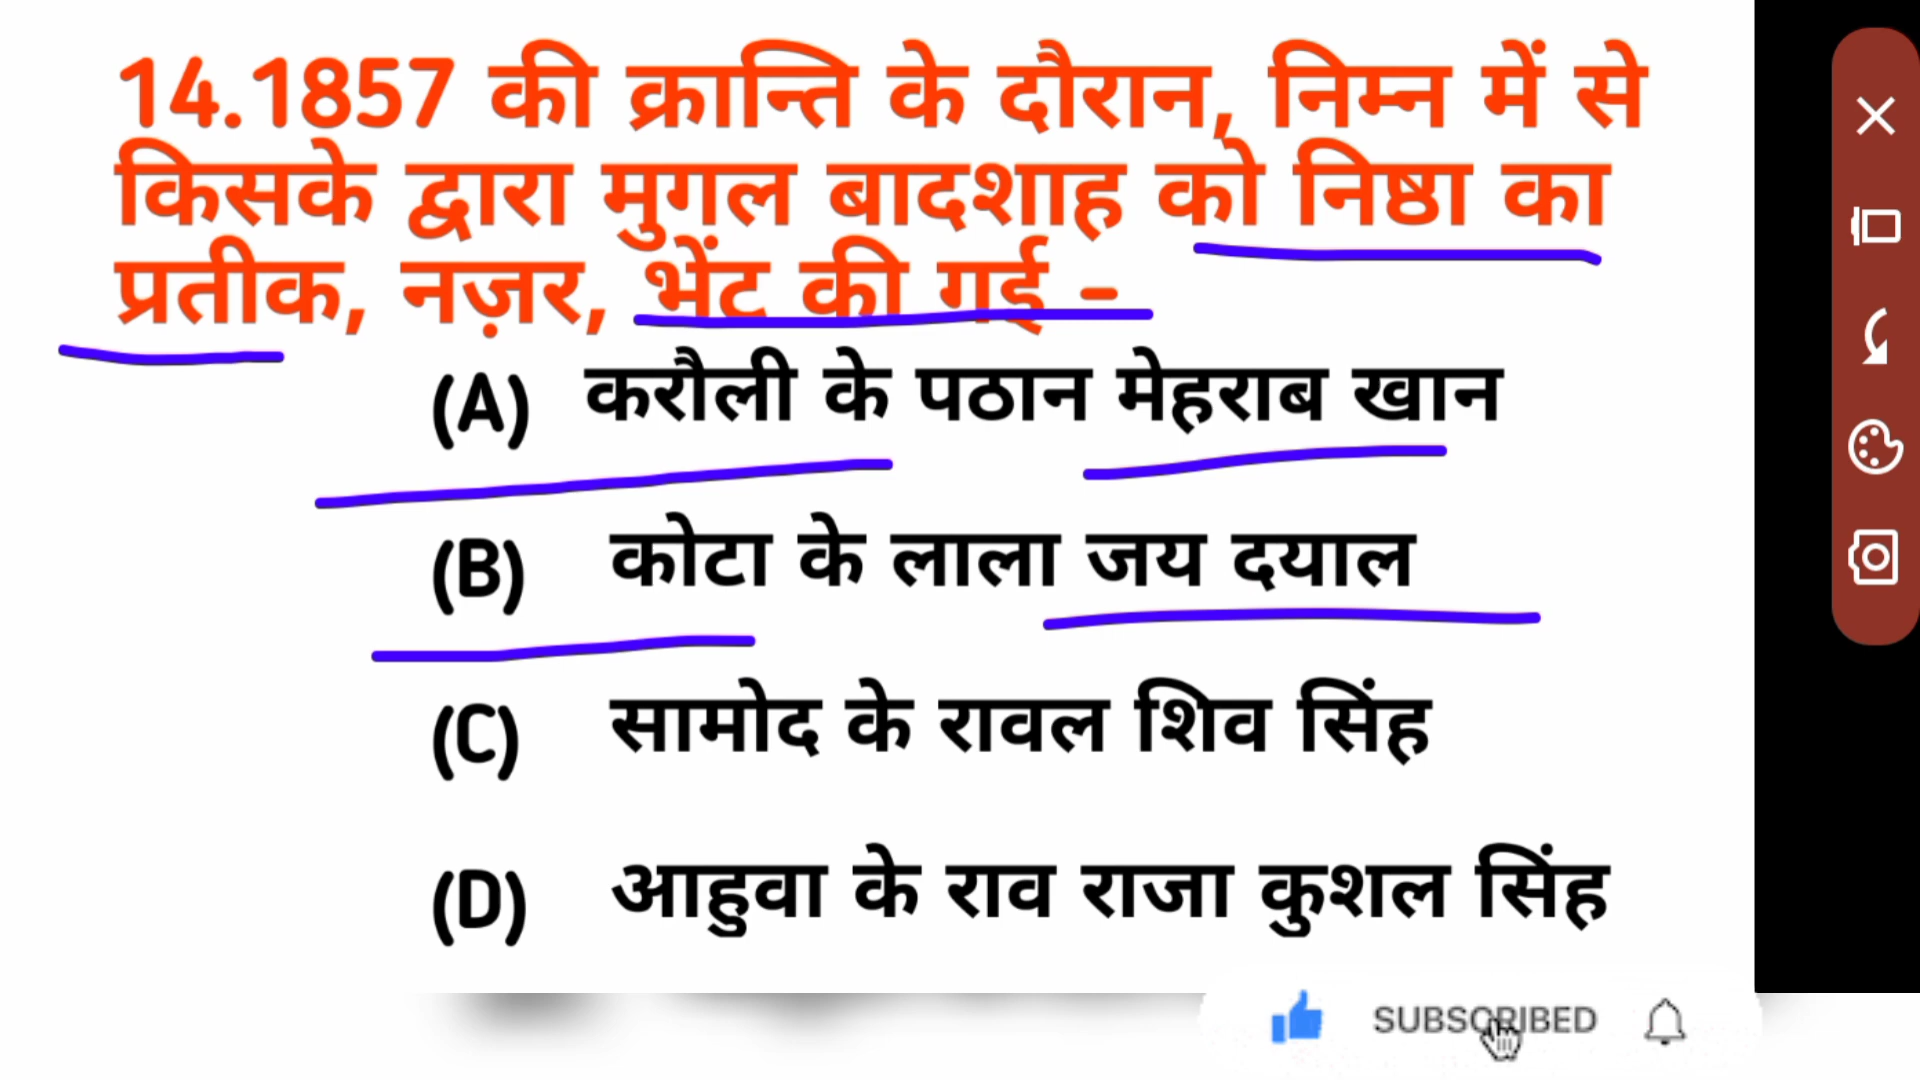 14.1857 की क्रान्ति के दौरान, निम्न में से
किसके द्वारा मुगल बादशाह को निष्ठा का
प्रतीक, नज़र, भेंट की गई –
(A) करौली के पठान मेहराब खान
(B) कोटा के लाला जय दयाल
(C) सामोद के रावल शिव सिंह
(D) आहुवा के राव राजा कुशल सिंह
SUBSCRIBED